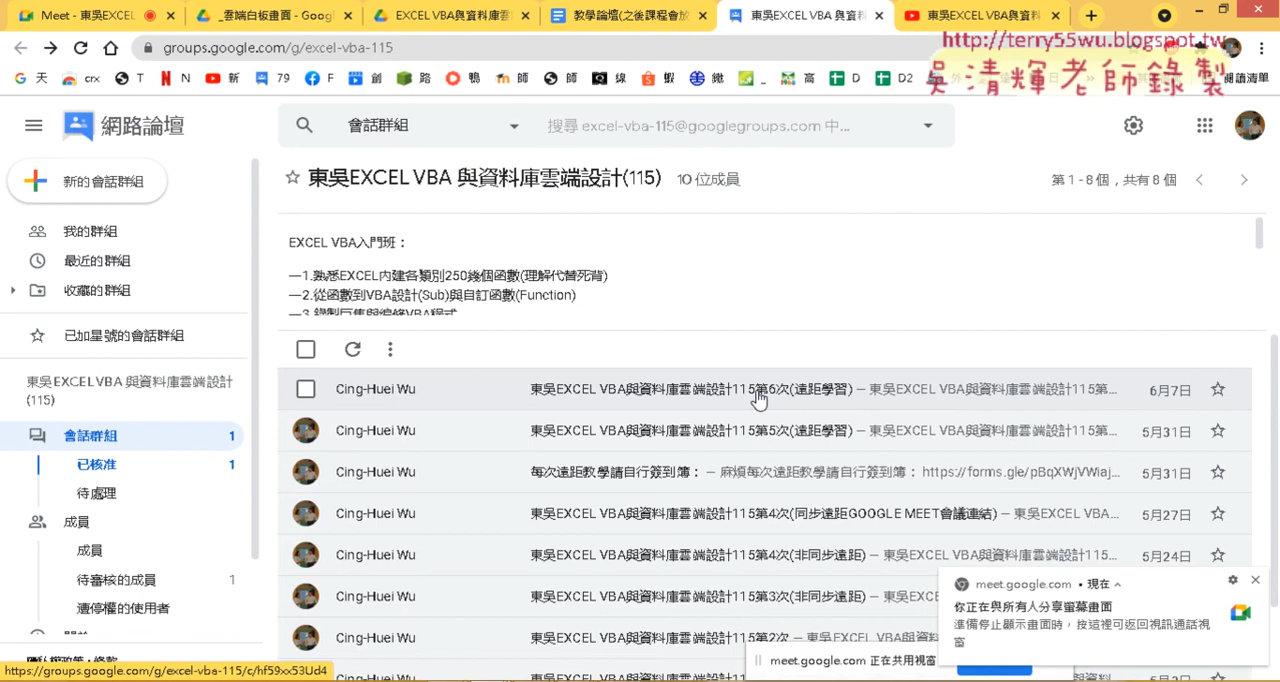 Meet - 東吳EXCEL
_雲端白板畫面 - Goog
EXCEL VBA與資料庫雲
教學論壇(之後課程會放
東吳EXCEL VBA 與資料
東吳EXCEL VBA與資料
groups.google.com/g/excel-vba-115
http://terry55wu.blogspot.tw
吳清輝老師錄製
天 crx T N 新 79 F 創 路 鴨 師 師 線 蝦 高 D D2
閱讀清單
網路論壇
會話群組
搜尋 excel-vba-115@googlegroups.com 中...
新的會話群組
東吳EXCEL VBA 與資料庫雲端設計(115) 10 位成員
第 1 - 8 個，共有 8 個
我的群組
最近的群組
收藏的群組
已加星號的會話群組
東吳EXCEL VBA 與資料庫雲端設計
(115)
會話群組 1
已核准 1
待處理
成員
成員
待審核的成員 1
遭停權的使用者
EXCEL VBA入門班：
—1.熟悉EXCEL內建各類別250幾個函數(理解代替死背)
—2.從函數到VBA設計(Sub)與自訂函數(Function)
—3.錄製巨集與編修VBA程式
Cing-Huei Wu 東吳EXCEL VBA與資料庫雲端設計115第6次(遠距學習) – 東吳EXCEL VBA與資料庫雲端設計115第... 6月7日
Cing-Huei Wu 東吳EXCEL VBA與資料庫雲端設計115第5次(遠距學習) – 東吳EXCEL VBA與資料庫雲端設計115第... 5月31日
Cing-Huei Wu 每次遠距教學請自行簽到簿： – 麻煩每次遠距教學請自行簽到簿： https://forms.gle/pBqXWjVWiaj... 5月31日
Cing-Huei Wu 東吳EXCEL VBA與資料庫雲端設計115第4次(同步遠距GOOGLE MEET會議連結) – 東吳EXCEL VBA... 5月27日
Cing-Huei Wu 東吳EXCEL VBA與資料庫雲端設計115第4次(非同步遠距) – 東吳EXCEL VBA與資料庫雲端設計115... 5月24日
Cing-Huei Wu 東吳EXCEL VBA與資料庫雲端設計115第3次(非同步遠距) – 東吳EXC
Cing-Huei Wu 東吳EXCEL VBA與資料庫雲端設計115第2次 – 東吳EXCEL VBA與資料庫雲端設
meet.google.com • 現在
你正在與所有人分享螢幕畫面
準備停止顯示畫面時，按這裡可返回視訊通話視
窗
meet.google.com 正在共用視窗
https://groups.google.com/g/excel-vba-115/c/hf59xx53Ud4